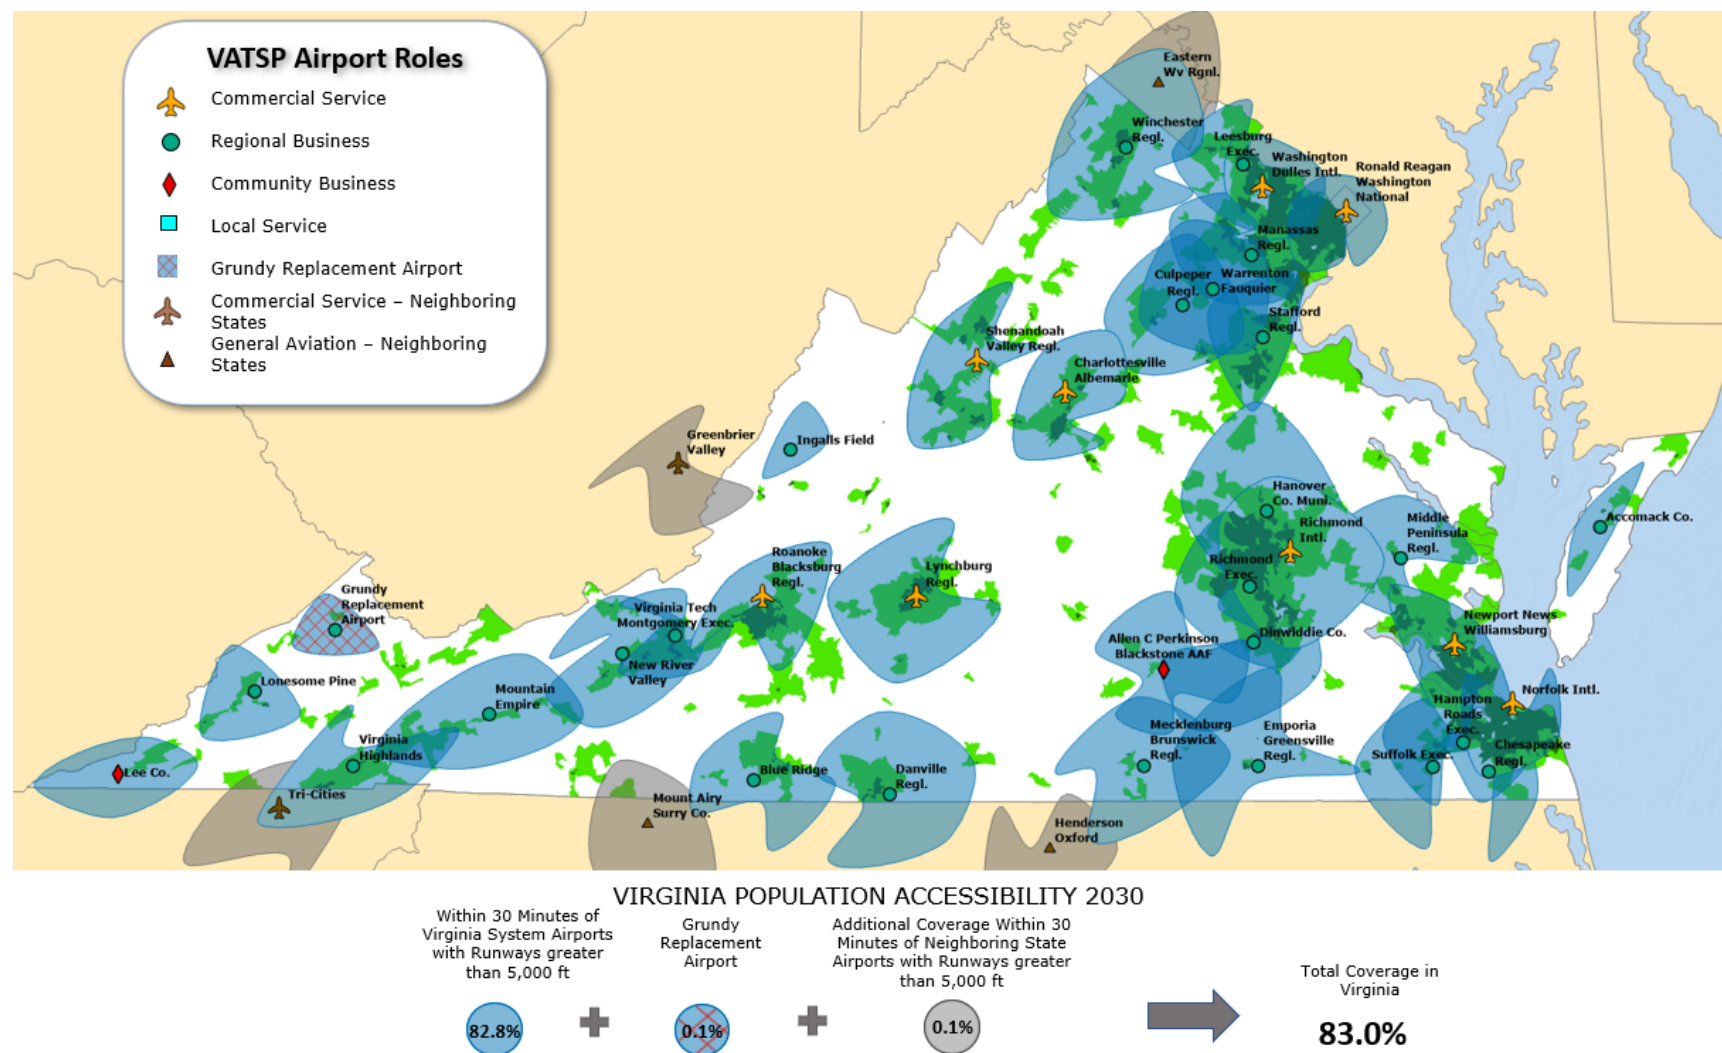 VATSP Airport Roles
Commercial Service
Regional Business
Community Business
Local Service
Grundy Replacement Airport
Commercial Service – Neighboring
States
General Aviation – Neighboring
States
Eastern
Wv Rgnl.
Winchester
Regl.
Leesburg
Exec.
Washington
Dulles Intl.
Ronald Reagan
Washington
National
Manassas
Regl.
Culpeper
Regl.
Warrenton
Fauquier
Stafford
Regl.
Shenandoah
Valley Regl.
Charlottesville
Albemarle
Greenbrier
Valley
Ingalls Field
Hanover
Co. Muni.
Richmond
Intl.
Richmond
Exec.
Middle
Peninsula
Regl.
Accomack Co.
Roanoke
Blacksburg
Regl.
Lynchburg
Regl.
Grundy
Replacement
Airport
Virginia Tech
Montgomery Exec.
New River
Valley
Allen C Perkinson
Blackstone AAF
Dinwiddie Co.
Newport News
Williamsburg
Lonesome Pine
Mountain
Empire
Norfolk Intl.
Hampton
Roads
Exec.
Virginia
Highlands
Mecklenburg
Brunswick
Regl.
Emporia
Greensville
Regl.
Suffolk Exec.
Chesapeake
Regl.
Lee Co.
Blue Ridge
Danville
Regl.
Tri-Cities
Mount Airy
Surry Co.
Henderson
Oxford
VIRGINIA POPULATION ACCESSIBILITY 2030
Within 30 Minutes of
Virginia System Airports
with Runways greater
than 5,000 ft
82.8%
Grundy
Replacement
Airport
0.1%
Additional Coverage Within 30
Minutes of Neighboring State
Airports with Runways greater
than 5,000 ft
0.1%
Total Coverage in
Virginia
83.0%